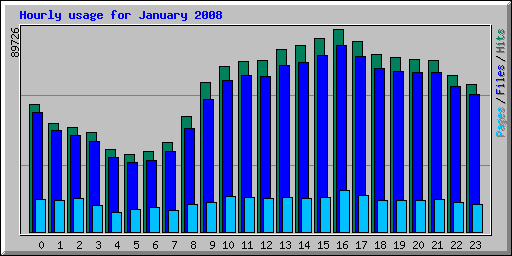 Hourly usage for January 2008
89726
Pages/Files/Hits
0 1 2 3 4 5 6 7 8 9 10 11 12 13 14 15 16 17 18 19 20 21 22 23